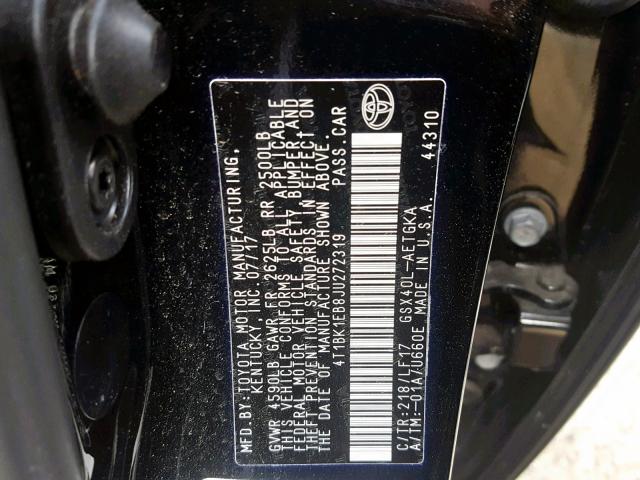 MFD. BY: TOYOTA MOTOR MANUFACTURING,
KENTUCKY, INC. 07/17
GVWR 4590LB GAWR FR 2625LB RR 2500LB
THIS VEHICLE CONFORMS TO ALL APPLICABLE
FEDERAL MOTOR VEHICLE SAFETY, BUMPER, AND
THEFT PREVENTION STANDARDS IN EFFECT ON
THE DATE OF MANUFACTURE SHOWN ABOVE.
4T1BK1EB8JU272319 PASS. CAR
C/TR:218/LF17 GSX40L-AETGKA
A/TM:-01A/U660E MADE IN U.S.A.
44310
TOYOTA